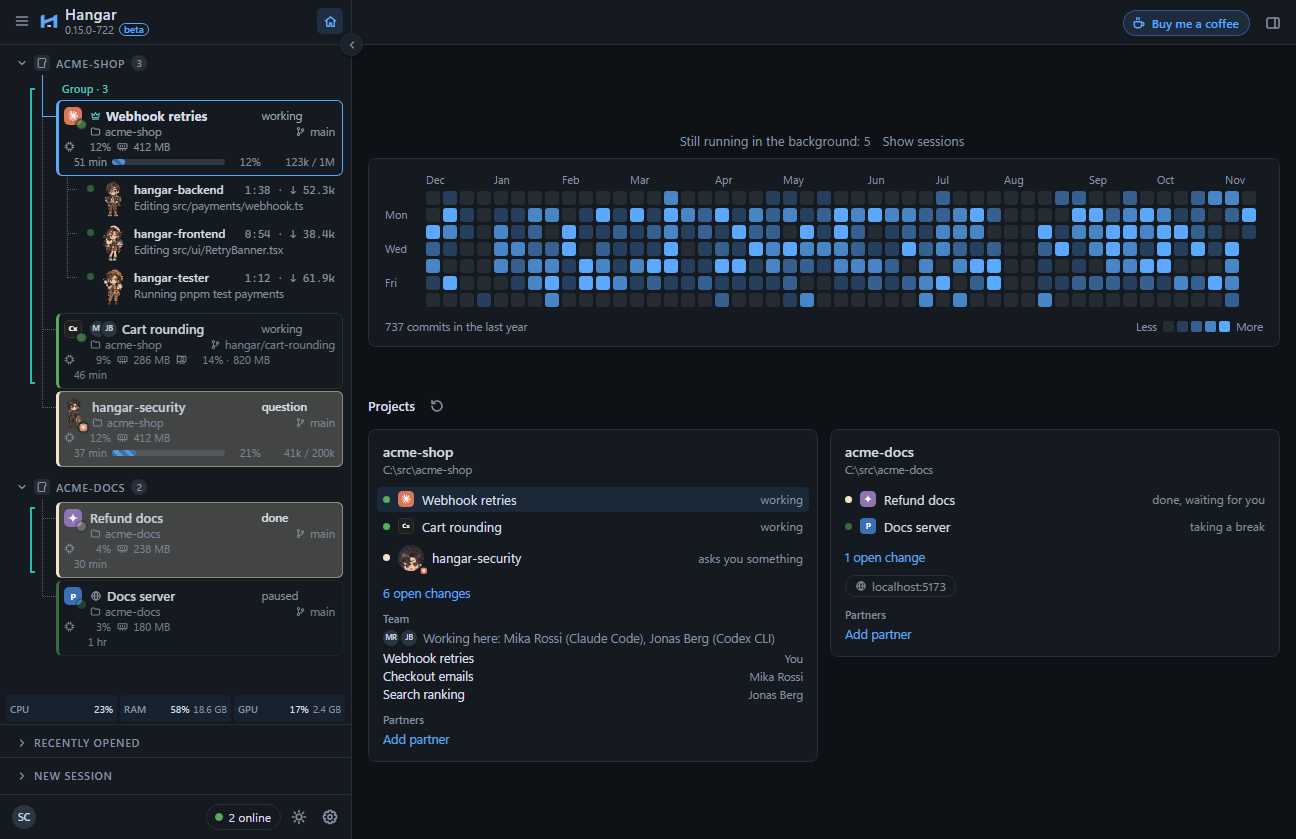 Hangar
0.15.0-722 beta
Buy me a coffee
ACME-SHOP 3
Group · 3
Webhook retries working
acme-shop main
12% 412 MB
51 min 12% 123k / 1M
hangar-backend 1:38 · ↓ 52.3k
Editing src/payments/webhook.ts
hangar-frontend 0:54 · ↓ 38.4k
Editing src/ui/RetryBanner.tsx
hangar-tester 1:12 · ↓ 61.9k
Running pnpm test payments
Cx M JB Cart rounding working
acme-shop hangar/cart-rounding
9% 286 MB 14% · 820 MB
46 min
hangar-security question
acme-shop main
12% 412 MB
37 min 21% 41k / 200k
ACME-DOCS 2
Refund docs done
acme-docs main
4% 238 MB
30 min
P Docs server paused
acme-docs main
3% 180 MB
1 hr
CPU 23% RAM 58% 18.6 GB GPU 17% 2.4 GB
RECENTLY OPENED
NEW SESSION
SC 2 online
Still running in the background: 5 Show sessions
Dec Jan Feb Mar Apr May Jun Jul Aug Sep Oct Nov
Mon
Wed
Fri
737 commits in the last year Less More
Projects
acme-shop
C:\src\acme-shop
Webhook retries working
Cx Cart rounding working
hangar-security asks you something
6 open changes
Team
MR JB Working here: Mika Rossi (Claude Code), Jonas Berg (Codex CLI)
Webhook retries You
Checkout emails Mika Rossi
Search ranking Jonas Berg
Partners
Add partner
acme-docs
C:\src\acme-docs
Refund docs done, waiting for you
P Docs server taking a break
1 open change
localhost:5173
Partners
Add partner